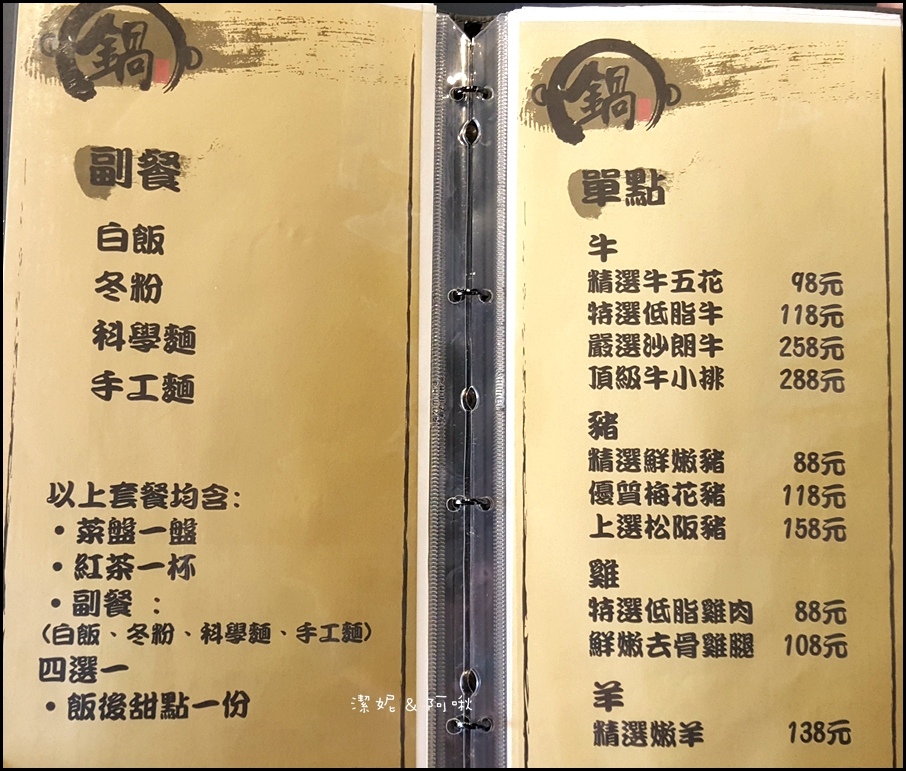 鍋
副餐
白飯
冬粉
科學麵
手工麵
以上套餐均含:
·菜盤一盤
·紅茶一杯
·副餐 :
(白飯、冬粉、科學麵、手工麵)
四選一
·飯後甜點一份
鍋
單點
牛
精選牛五花 98元
特選低脂牛 118元
嚴選沙朗牛 258元
頂級牛小排 288元
豬
精選鮮嫩豬 88元
優質梅花豬 118元
上選松阪豬 158元
雞
特選低脂雞肉 88元
鮮嫩去骨雞腿 108元
羊
精選嫩羊 138元
潔妮&阿啾